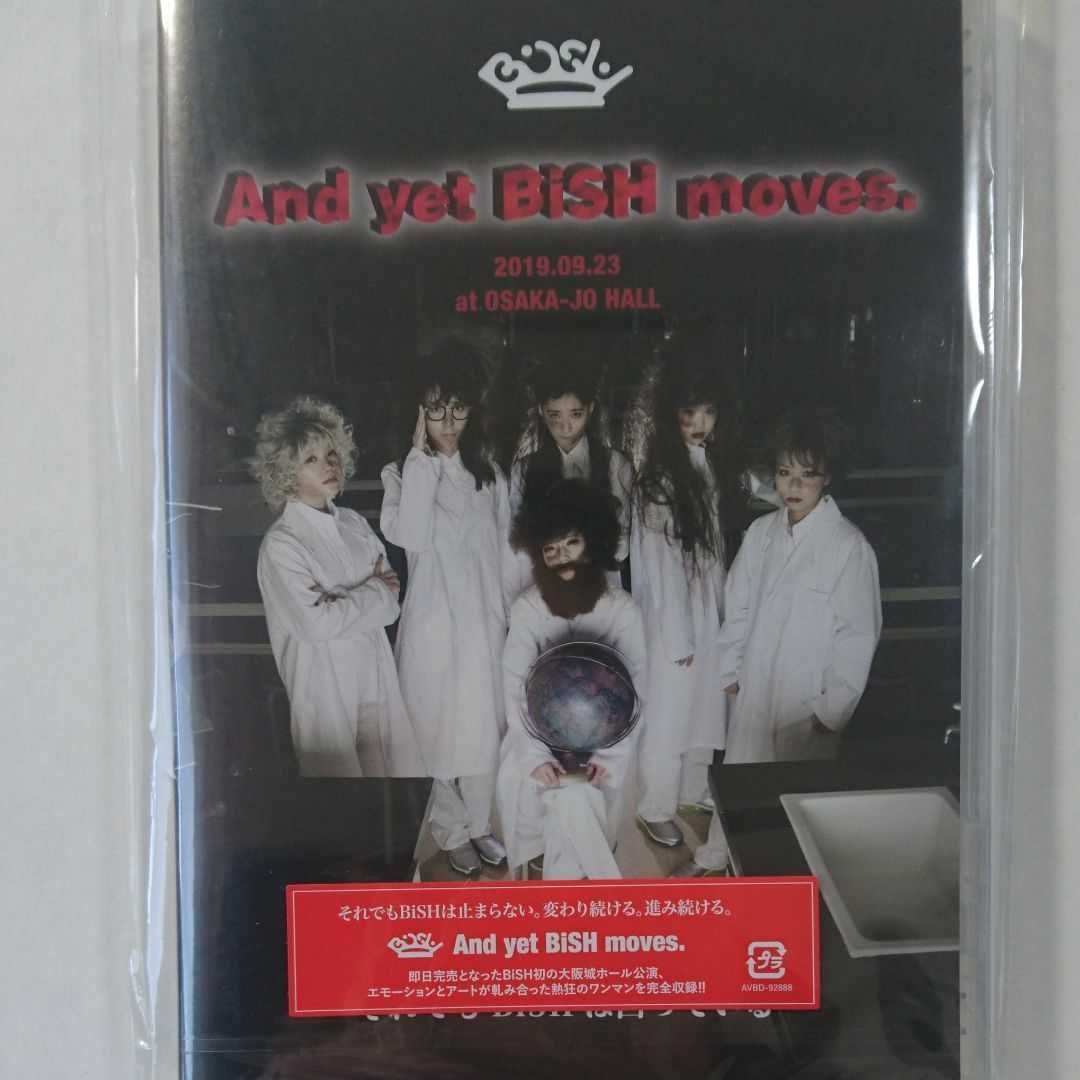 BiSH
And yet BiSH moves.
2019.09.23
at OSAKA-JO HALL
それでもBiSHは止まらない。変わり続ける。進み続ける。
BiSH And yet BiSH moves.
即日完売となったBiSH初の大阪城ホール公演、
エモーションとアートが軋み合った熱狂のワンマンを完全収録!!
プラ
AVBD-92888